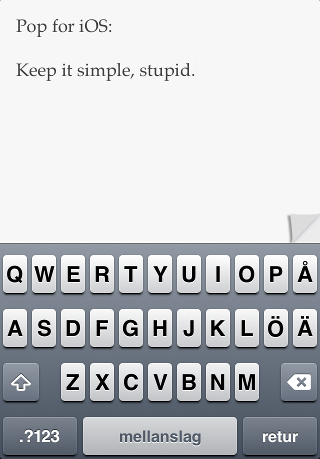 Pop for iOS:
Keep it simple, stupid.
Q W E R T Y U I O P Å
A S D F G H J K L Ö Ä
Z X C V B N M
.?123 mellanslag retur